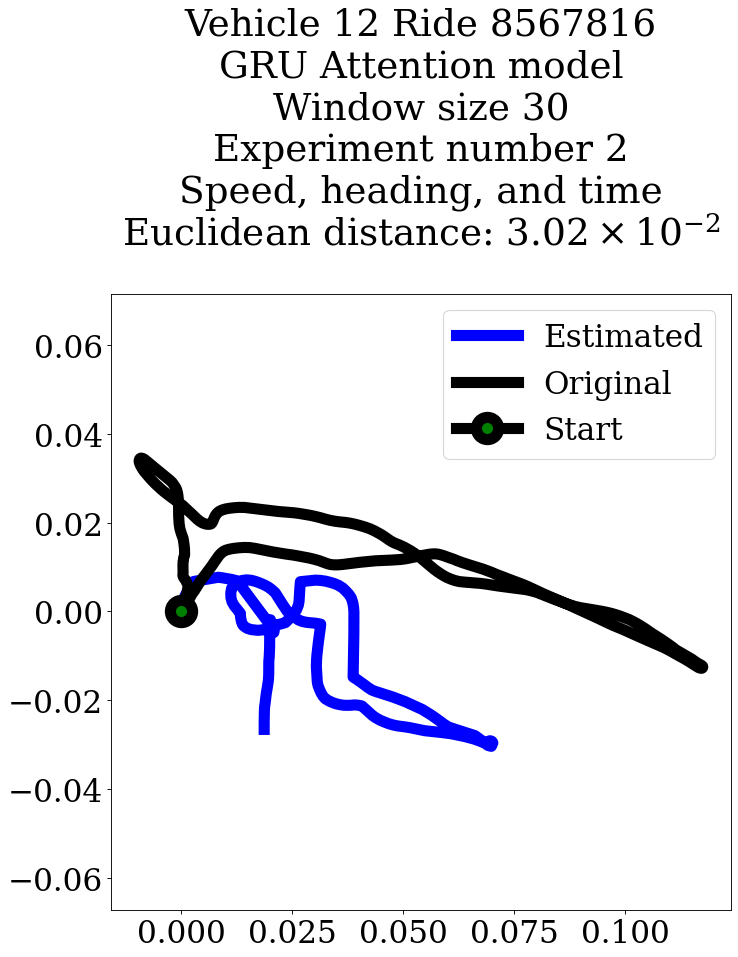 Vehicle 12 Ride 8567816
GRU Attention model
Window size 30
Experiment number 2
Speed, heading, and time
Euclidean distance: 3.02 × 10⁻²
Estimated
Original
Start
0.06
0.04
0.02
0.00
−0.02
−0.04
−0.06
0.000 0.025 0.050 0.075 0.100